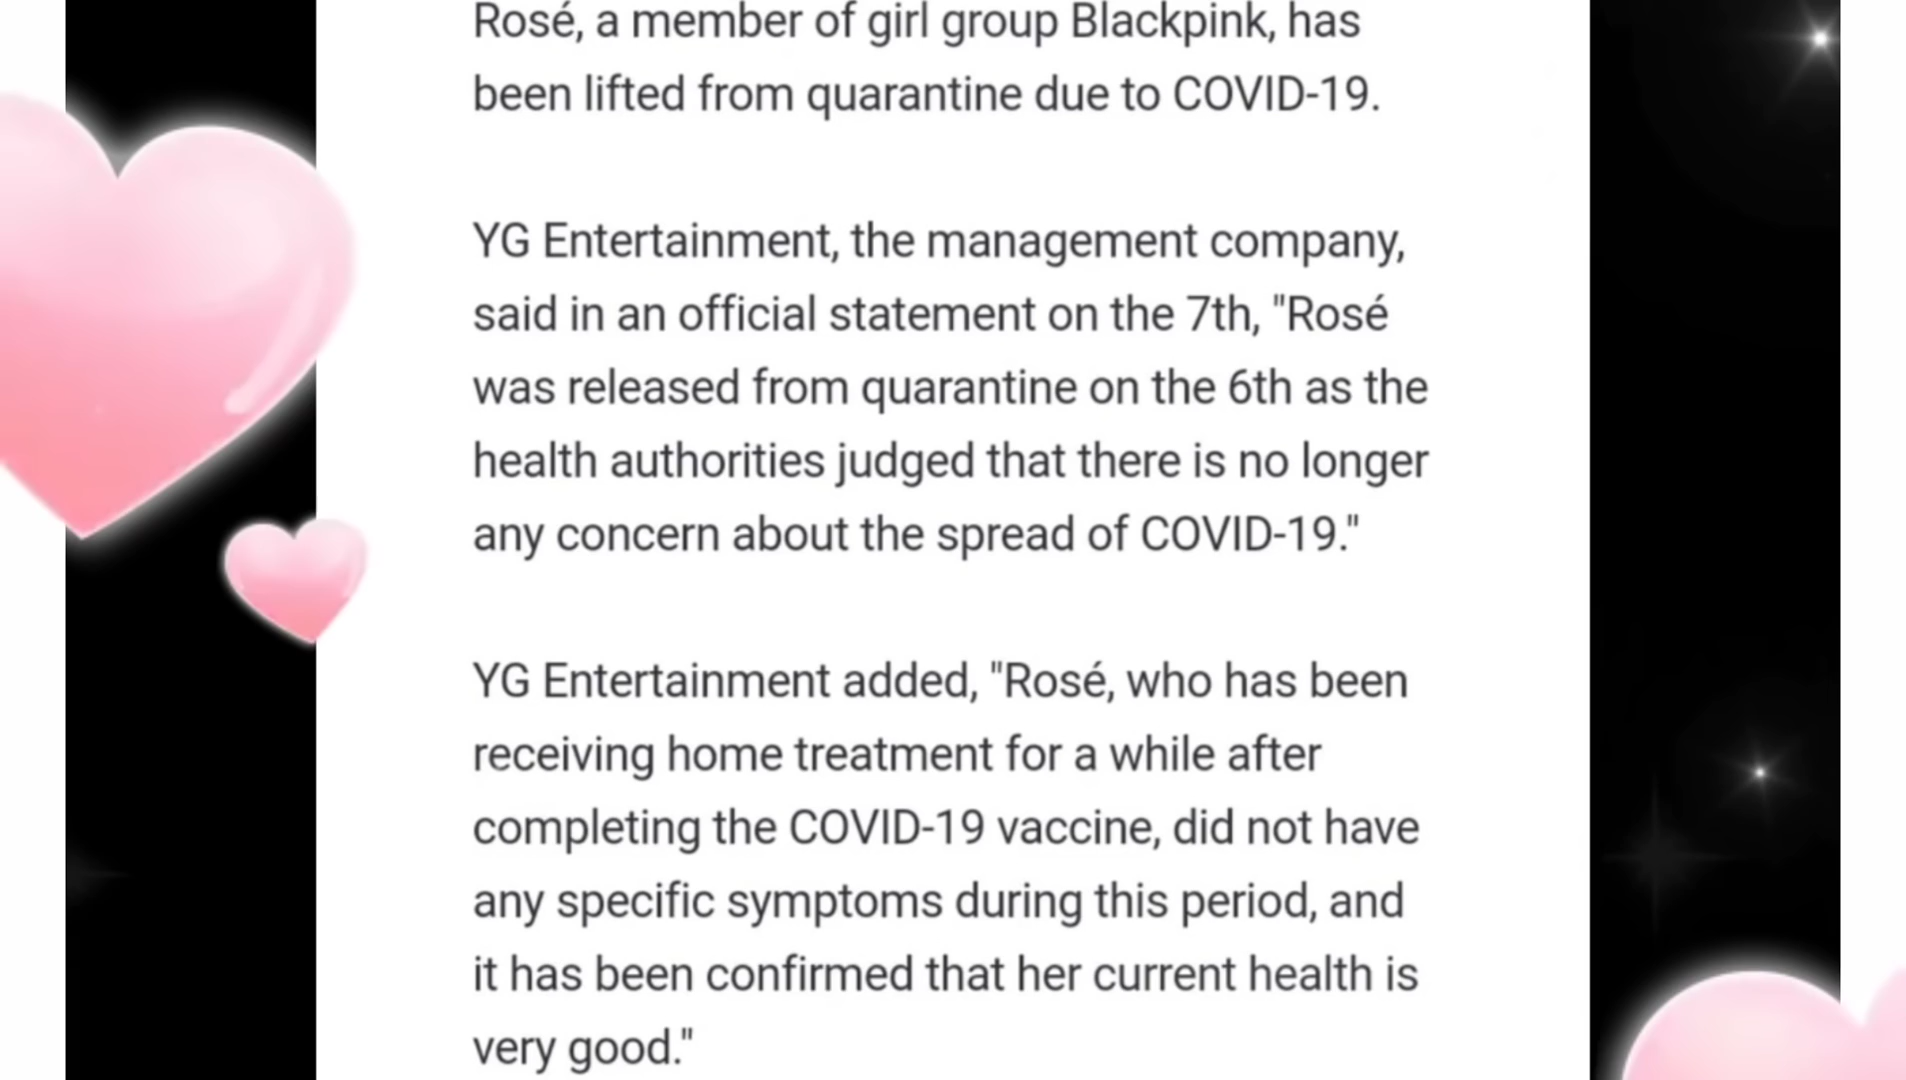 Rosé, a member of girl group Blackpink, has
been lifted from quarantine due to COVID-19.
YG Entertainment, the management company,
said in an official statement on the 7th, "Rosé
was released from quarantine on the 6th as the
health authorities judged that there is no longer
any concern about the spread of COVID-19."
YG Entertainment added, "Rosé, who has been
receiving home treatment for a while after
completing the COVID-19 vaccine, did not have
any specific symptoms during this period, and
it has been confirmed that her current health is
very good."